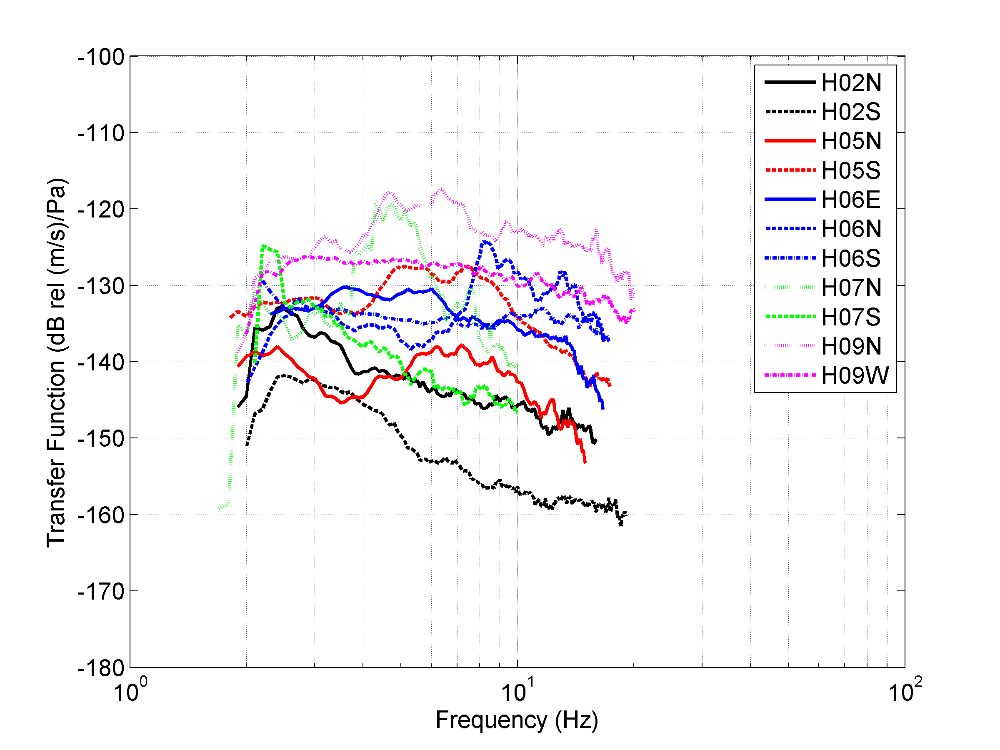 Transfer Function (dB rel (m/s)/Pa)
-100
-110
-120
-130
-140
-150
-160
-170
-180
10^0
10^1
10^2
Frequency (Hz)
H02N
H02S
H05N
H05S
H06E
H06N
H06S
H07N
H07S
H09N
H09W